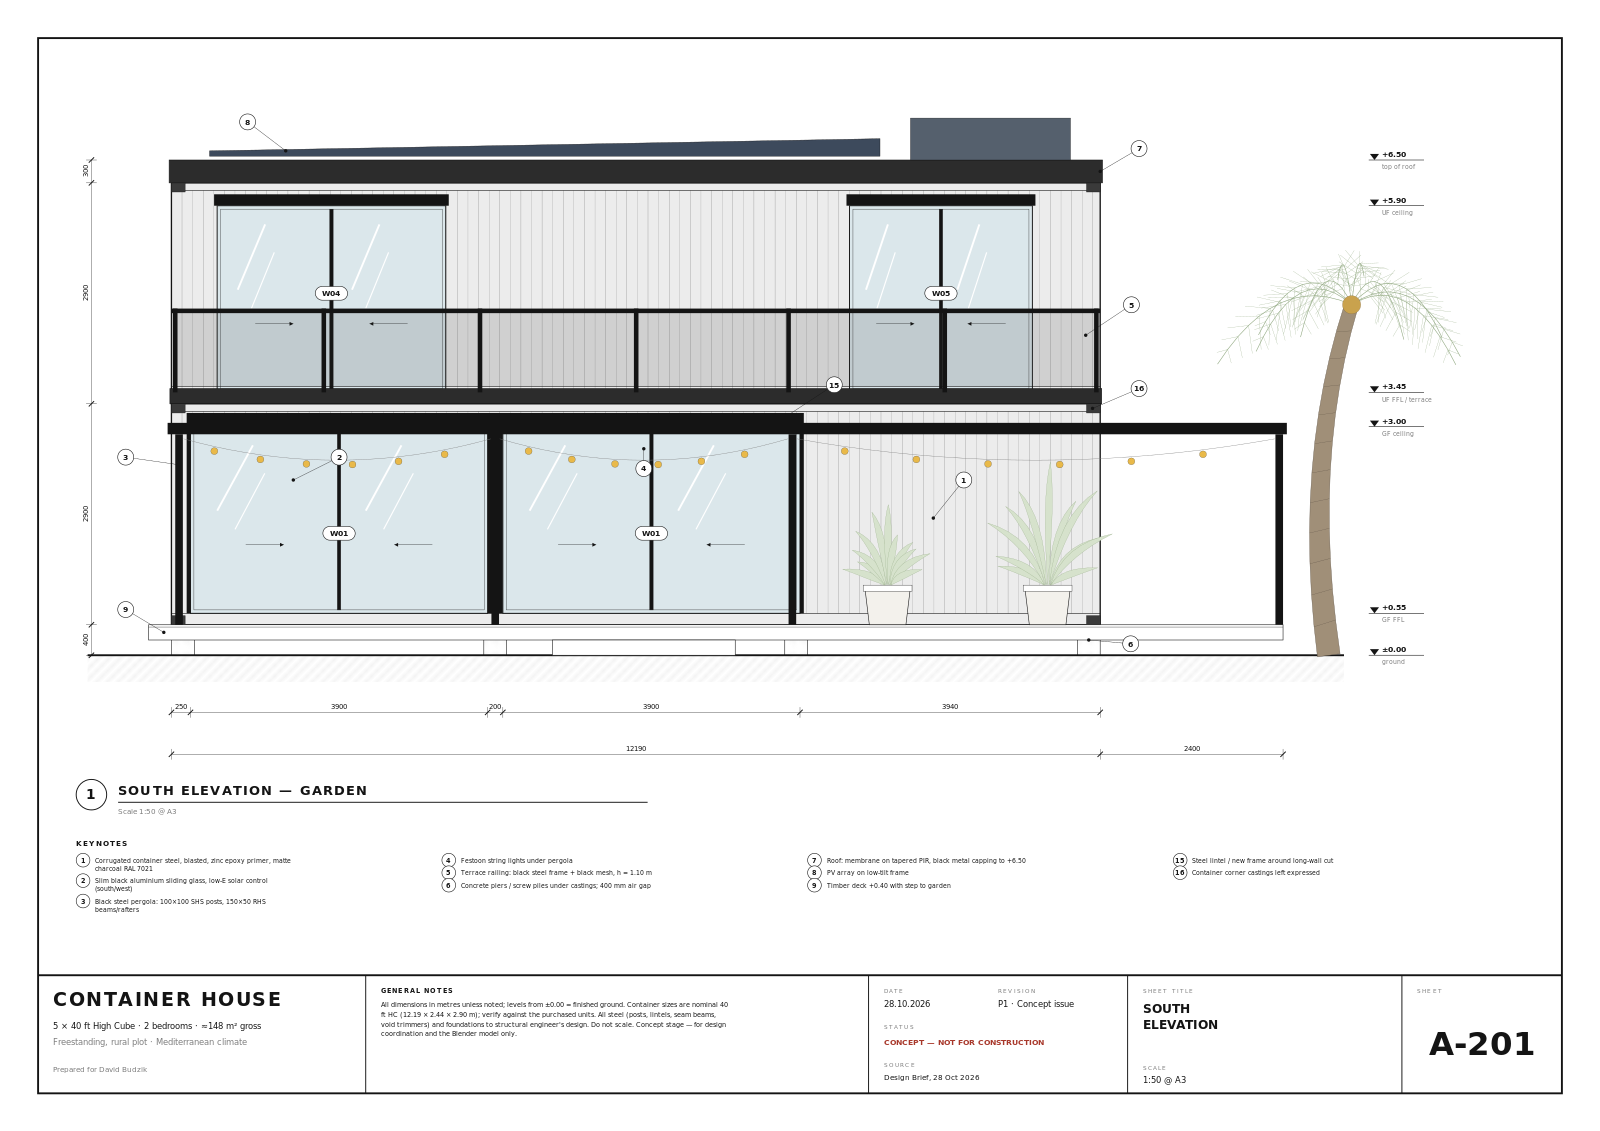 8
7
+6.50
top of roof
300
+5.90
UF ceiling
2900
W04
W05
5
15
16
+3.45
UF FFL / terrace
+3.00
GF ceiling
3
2
4
1
2900
W01
W01
9
+0.55
GF FFL
400
6
±0.00
ground
250
3900
200
3900
3940
12190
2400
1
SOUTH ELEVATION — GARDEN
Scale 1:50 @ A3
KEYNOTES
1 Corrugated container steel, blasted, zinc epoxy primer, matte
charcoal RAL 7021
2 Slim black aluminium sliding glass, low-E solar control
(south/west)
3 Black steel pergola: 100×100 SHS posts, 150×50 RHS
beams/rafters
4 Festoon string lights under pergola
5 Terrace railing: black steel frame + black mesh, h = 1.10 m
6 Concrete piers / screw piles under castings; 400 mm air gap
7 Roof: membrane on tapered PIR, black metal capping to +6.50
8 PV array on low-tilt frame
9 Timber deck +0.40 with step to garden
15 Steel lintel / new frame around long-wall cut
16 Container corner castings left expressed
CONTAINER HOUSE
5 × 40 ft High Cube · 2 bedrooms · ≈148 m² gross
Freestanding, rural plot · Mediterranean climate
Prepared for David Budzik
GENERAL NOTES
All dimensions in metres unless noted; levels from ±0.00 = finished ground. Container sizes are nominal 40
ft HC (12.19 × 2.44 × 2.90 m); verify against the purchased units. All steel (posts, lintels, seam beams,
void trimmers) and foundations to structural engineer's design. Do not scale. Concept stage — for design
coordination and the Blender model only.
DATE
28.10.2026
REVISION
P1 · Concept issue
STATUS
CONCEPT — NOT FOR CONSTRUCTION
SOURCE
Design Brief, 28 Oct 2026
SHEET TITLE
SOUTH
ELEVATION
SCALE
1:50 @ A3
SHEET
A-201